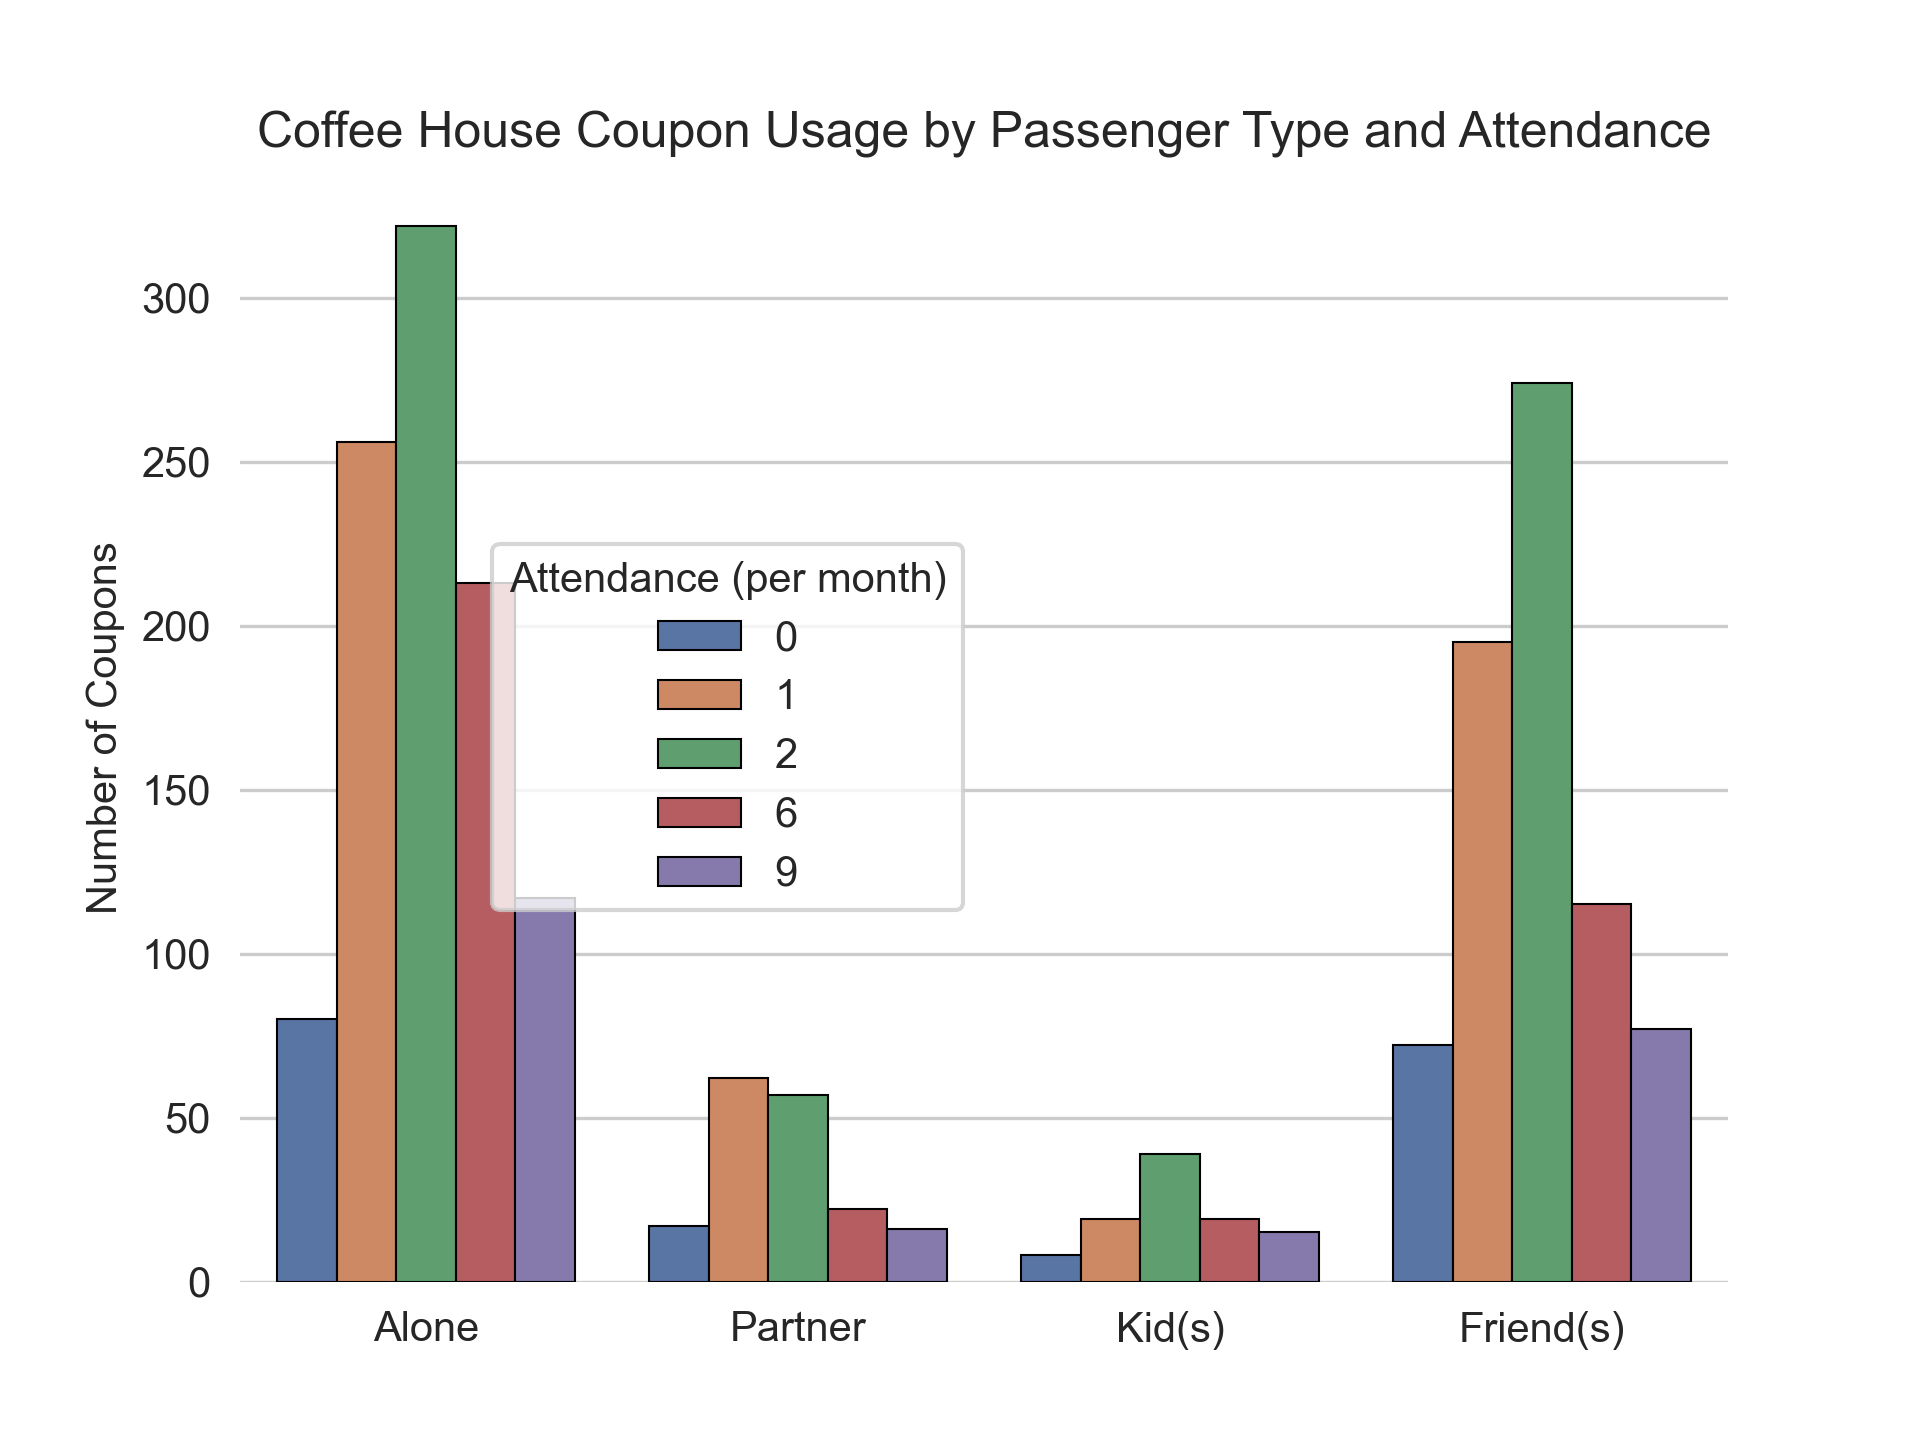 Coffee House Coupon Usage by Passenger Type and Attendance
Number of Coupons
300
250
200
150
100
50
0
Attendance (per month)
0
1
2
6
9
Alone
Partner
Kid(s)
Friend(s)